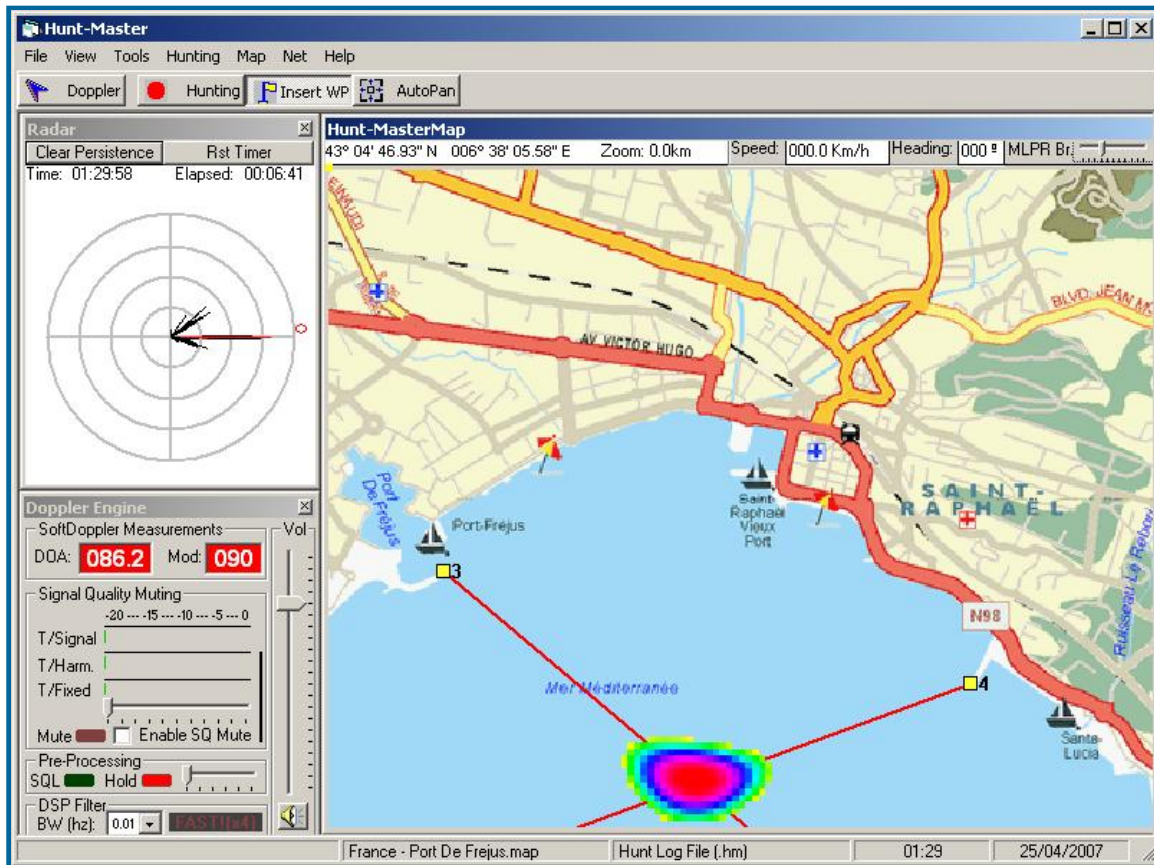 Hunt-Master
File View Tools Hunting Map Net Help
Doppler Hunting Insert WP AutoPan
Radar
Clear Persistence Rst Timer
Time: 01:29:58 Elapsed: 00:06:41
Hunt-MasterMap
43° 04' 46.93" N 006° 38' 05.58" E Zoom: 0.0km Speed: 000.0 Km/h Heading: 000 º MLPR Br.
EINAUDI
BLVD. JEAN M
AV VICTOR HUGO
Port De Fréjus
Port-Fréjus
Saint-
Raphaël
Vieux
Port
SAINT-
RAPHAËL
3
N98
4
Mer Méditerranée
Sante-
Lucia
Doppler Engine
SoftDoppler Measurements Vol
DOA: 086.2 Mod: 090
Signal Quality Muting
-20 --- -15 --- -10 --- -5 --- 0
T/Signal
T/Harm.
T/Fixed
Mute Enable SQ Mute
Pre-Processing
SQL Hold
DSP Filter
BW (hz): 0.01 FAST!(x4)
France - Port De Frejus.map Hunt Log File (.hm) 01:29 25/04/2007